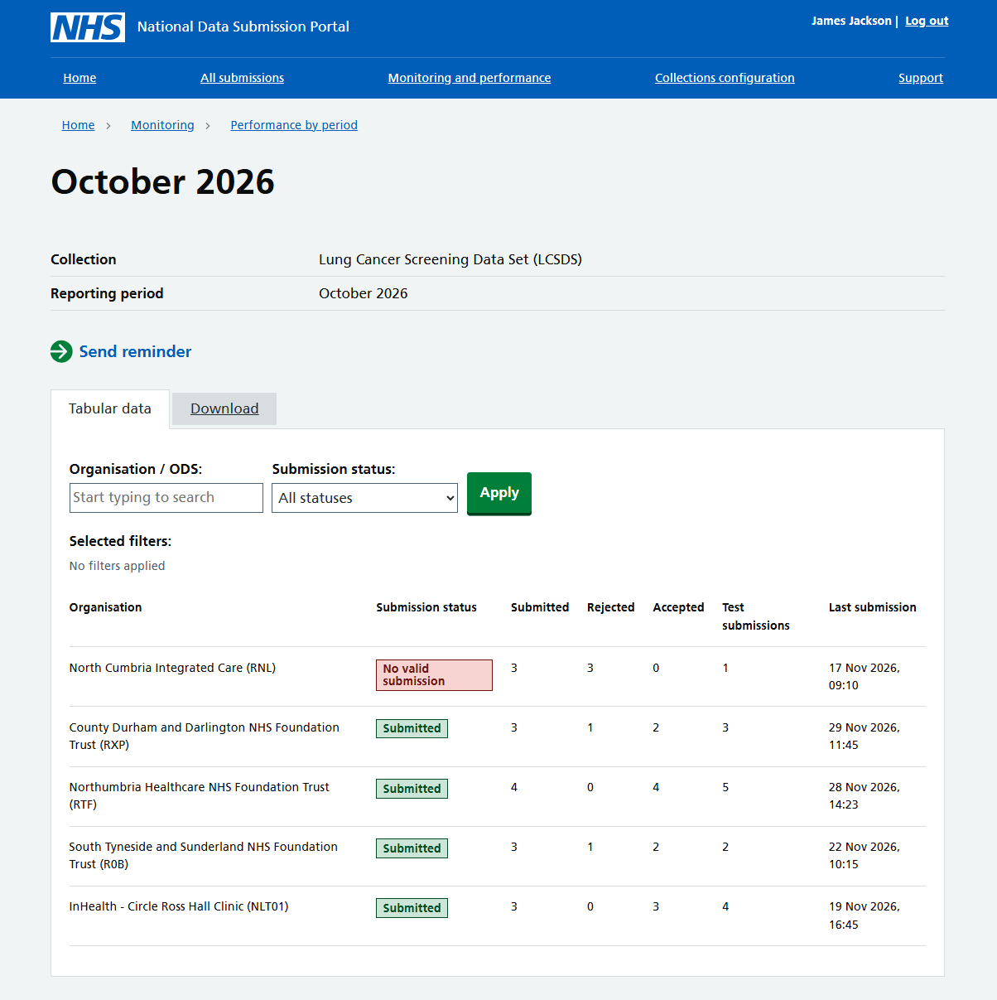 NHS National Data Submission Portal
James Jackson | Log out
Home All submissions Monitoring and performance Collections configuration Support
Home > Monitoring > Performance by period
October 2026
Collection Lung Cancer Screening Data Set (LCSDS)
Reporting period October 2026
Send reminder
Tabular data Download
Organisation / ODS: Submission status:
Start typing to search All statuses Apply
Selected filters:
No filters applied
Organisation Submission status Submitted Rejected Accepted Test
submissions Last submission
North Cumbria Integrated Care (RNL) No valid
submission 3 3 0 1 17 Nov 2026,
09:10
County Durham and Darlington NHS Foundation
Trust (RXP) Submitted 3 1 2 3 29 Nov 2026,
11:45
Northumbria Healthcare NHS Foundation Trust
(RTF) Submitted 4 0 4 5 28 Nov 2026,
14:23
South Tyneside and Sunderland NHS Foundation
Trust (R0B) Submitted 3 1 2 2 22 Nov 2026,
10:15
InHealth - Circle Ross Hall Clinic (NLT01) Submitted 3 0 3 4 19 Nov 2026,
16:45